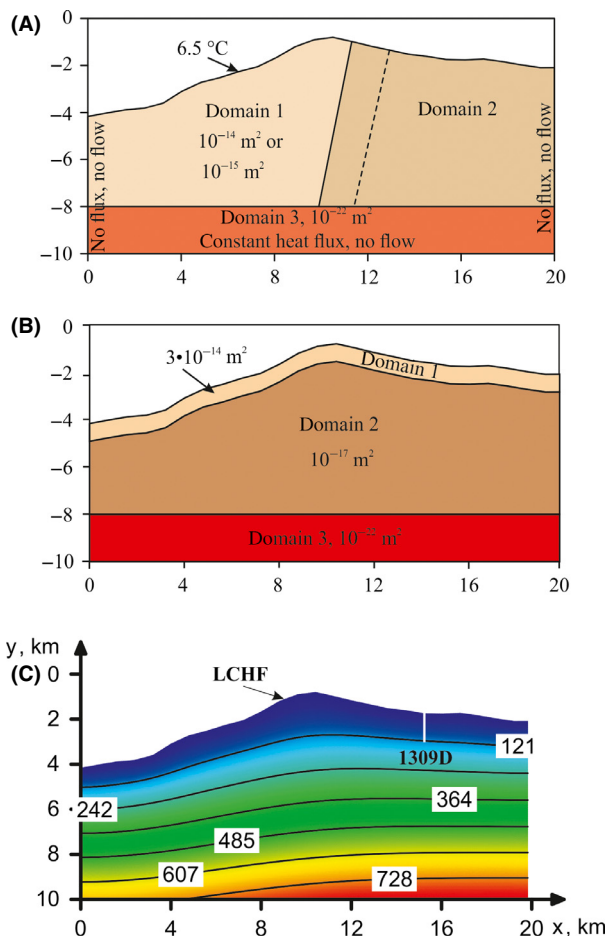 (A)
0
−2
−4
−6
−8
−10
6.5 °C
Domain 1
10⁻¹⁴ m² or
10⁻¹⁵ m²
Domain 2
No flux, no flow
No flux, no flow
Domain 3, 10⁻²² m²
Constant heat flux, no flow
0 4 8 12 16 20
(B)
0
−2
−4
−6
−8
−10
3•10⁻¹⁴ m²
Domain 1
Domain 2
10⁻¹⁷ m²
Domain 3, 10⁻²² m²
0 4 8 12 16 20
y, km
(C)
0
2
4
6
8
10
LCHF
1309D
121
242
364
485
607
728
0 4 8 12 16 20 x, km